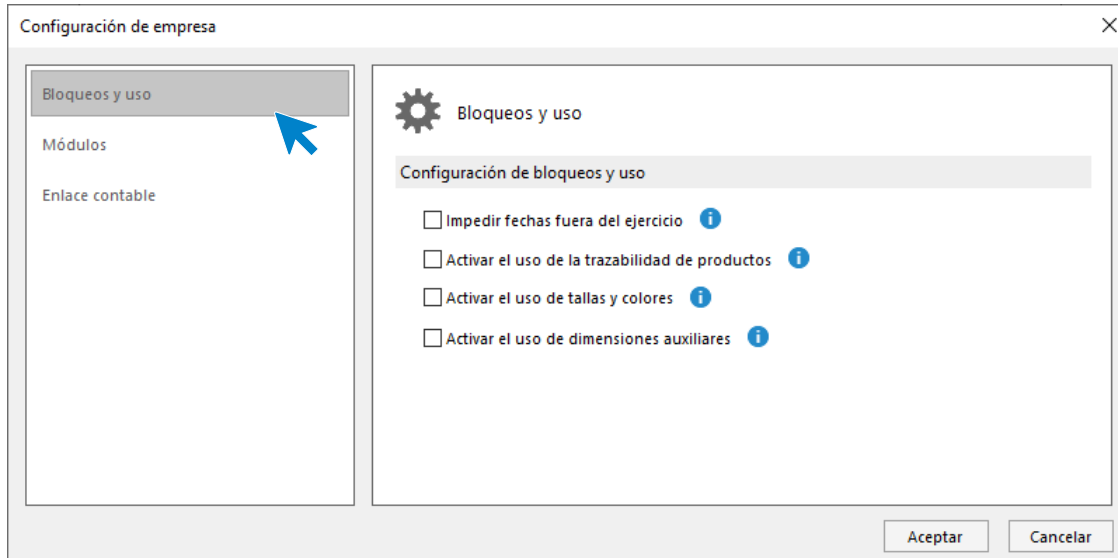 Configuración de empresa
Bloqueos y uso
Módulos
Enlace contable
Bloqueos y uso
Configuración de bloqueos y uso
Impedir fechas fuera del ejercicio
Activar el uso de la trazabilidad de productos
Activar el uso de tallas y colores
Activar el uso de dimensiones auxiliares
Aceptar
Cancelar